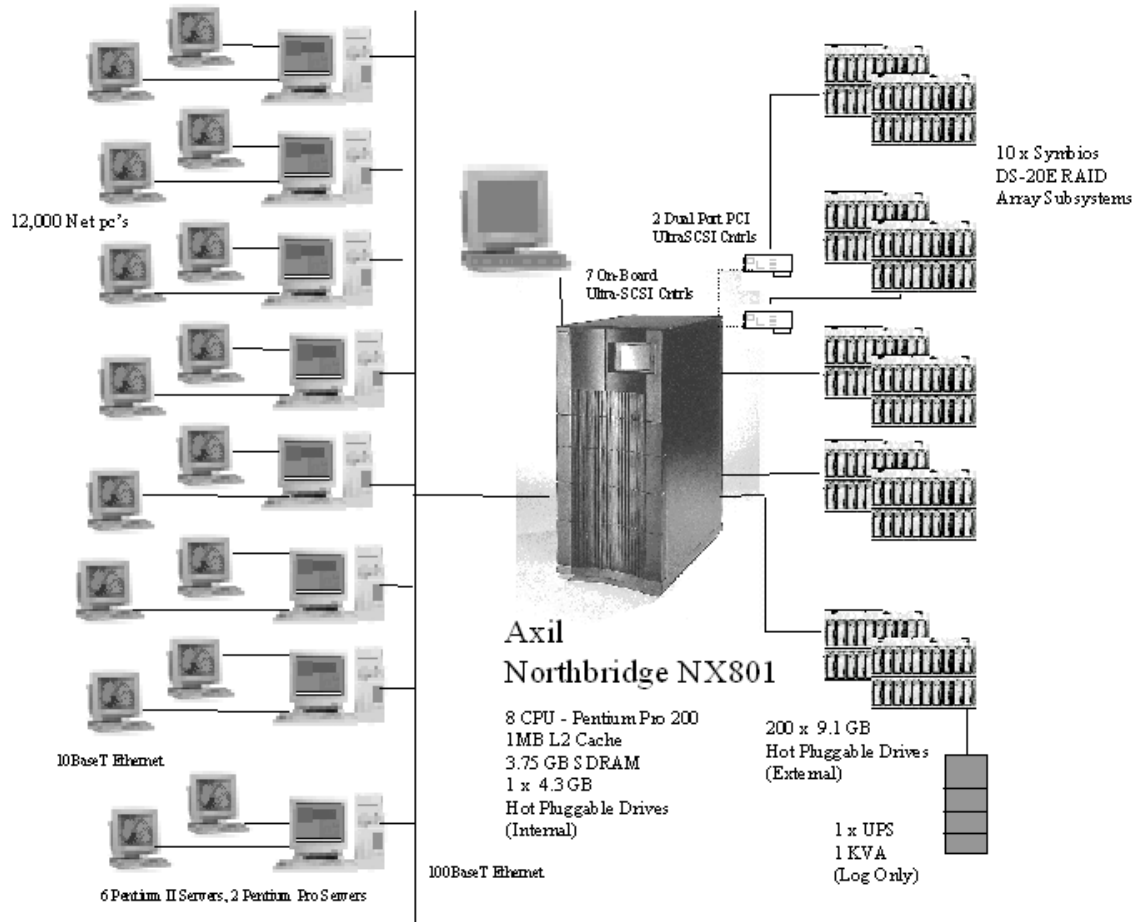 12,000 Net pc's
10BaseT Ethernet
6 Pentium II Servers, 2 Pentium Pro Servers
100BaseT Ethernet
7 On-Board
Ultra-SCSI Cntrls
2 Dual Port PCI
UltraSCSI Cntrls
10 x Symbios
DS-20E RAID
Array Subsystems
Axil
Northbridge NX801
8 CPU - Pentium Pro 200
1MB L2 Cache
3.75 GB SDRAM
1 x 4.3 GB
Hot Pluggable Drives
(Internal)
200 x 9.1 GB
Hot Pluggable Drives
(External)
1 x UPS
1 KVA
(Log Only)